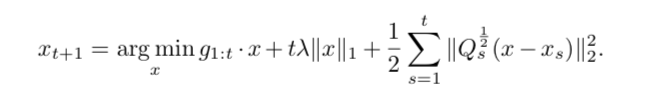 x_{t+1} = \arg\min_x g_{1:t} \cdot x + t\lambda\|x\|_1 + \frac{1}{2} \sum_{s=1}^{t} \|Q_s^{\frac{1}{2}}(x - x_s)\|_2^2.